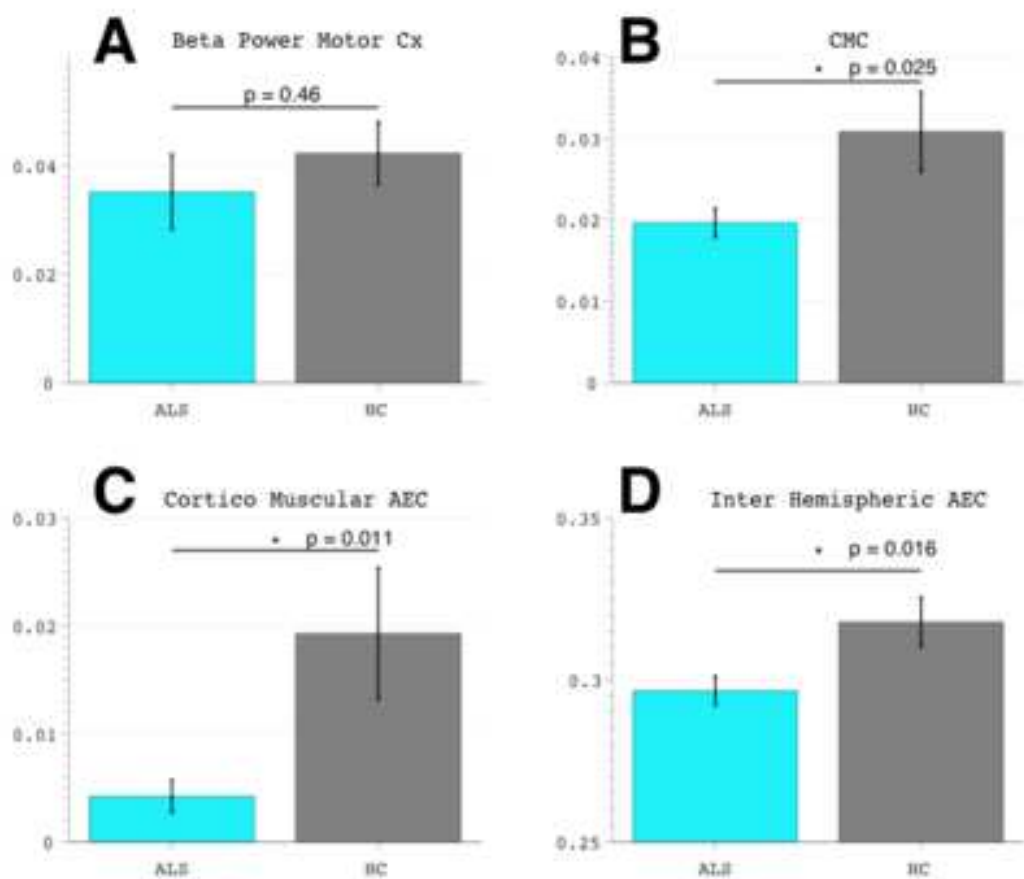 A Beta Power Motor Cx
p = 0.46
0.04
0.02
0
ALS HC
B CMC
0.04
* p = 0.025
0.03
0.02
0.01
0
ALS HC
C Cortico Muscular AEC
0.03
* p = 0.011
0.02
0.01
0
ALS HC
D Inter Hemispheric AEC
0.35
* p = 0.016
0.3
0.25
ALS HC